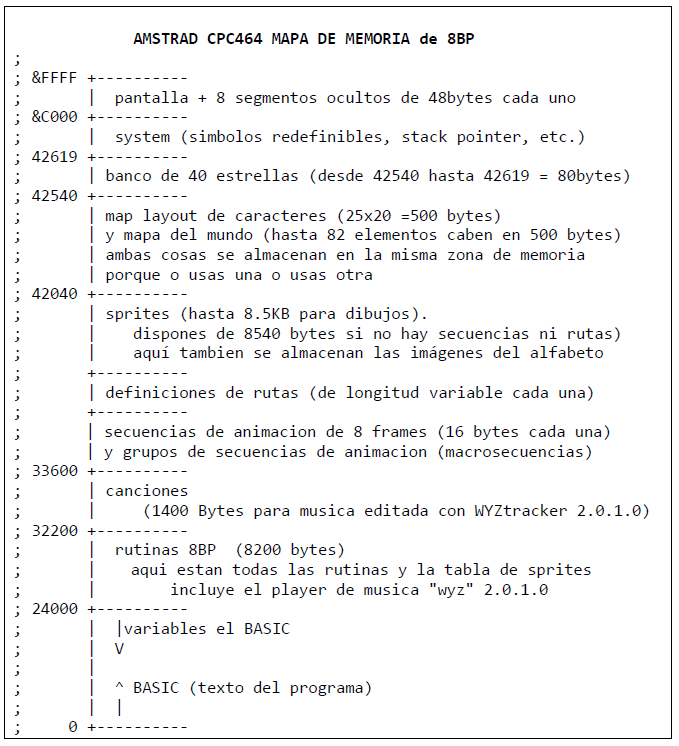 AMSTRAD CPC464 MAPA DE MEMORIA de 8BP
;
; &FFFF +----------
;       |  pantalla + 8 segmentos ocultos de 48bytes cada uno
; &C000 +----------
;       |  system (simbolos redefinibles, stack pointer, etc.)
; 42619 +----------
;       | banco de 40 estrellas (desde 42540 hasta 42619 = 80bytes)
; 42540 +----------
;       | map layout de caracteres (25x20 =500 bytes)
;       | y mapa del mundo (hasta 82 elementos caben en 500 bytes)
;       | ambas cosas se almacenan en la misma zona de memoria
;       | porque o usas una o usas otra
; 42040 +----------
;       | sprites (hasta 8.5KB para dibujos).
;       |    dispones de 8540 bytes si no hay secuencias ni rutas)
;       |    aquí tambien se almacenan las imágenes del alfabeto
;       +----------
;       | definiciones de rutas (de longitud variable cada una)
;       +----------
;       | secuencias de animacion de 8 frames (16 bytes cada una)
;       | y grupos de secuencias de animacion (macrosecuencias)
; 33600 +----------
;       | canciones
;       |     (1400 Bytes para musica editada con WYZtracker 2.0.1.0)
; 32200 +----------
;       |  rutinas 8BP  (8200 bytes)
;       |    aqui estan todas las rutinas y la tabla de sprites
;       |        incluye el player de musica "wyz" 2.0.1.0
; 24000 +----------
;       |  |variables el BASIC
;       |  V
;       |
;       |  ^ BASIC (texto del programa)
;       |  |
;     0 +----------